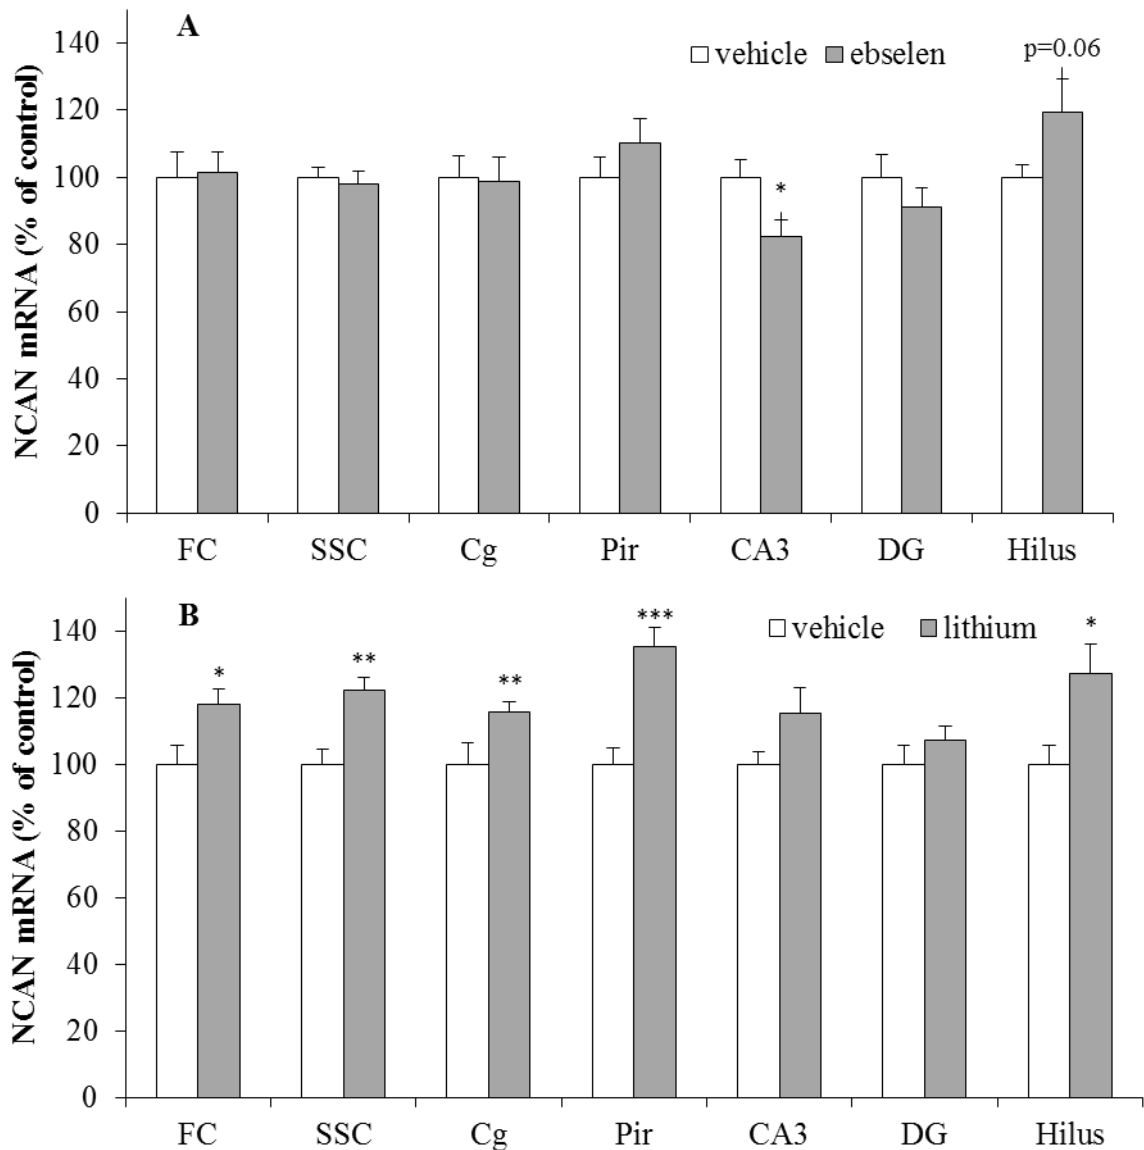 A
NCAN mRNA (% of control)
140
120
100
80
60
40
20
0
vehicle ebselen
p=0.06
*
FC SSC Cg Pir CA3 DG Hilus
B
NCAN mRNA (% of control)
140
120
100
80
60
40
20
0
vehicle lithium
* ** ** *** *
FC SSC Cg Pir CA3 DG Hilus